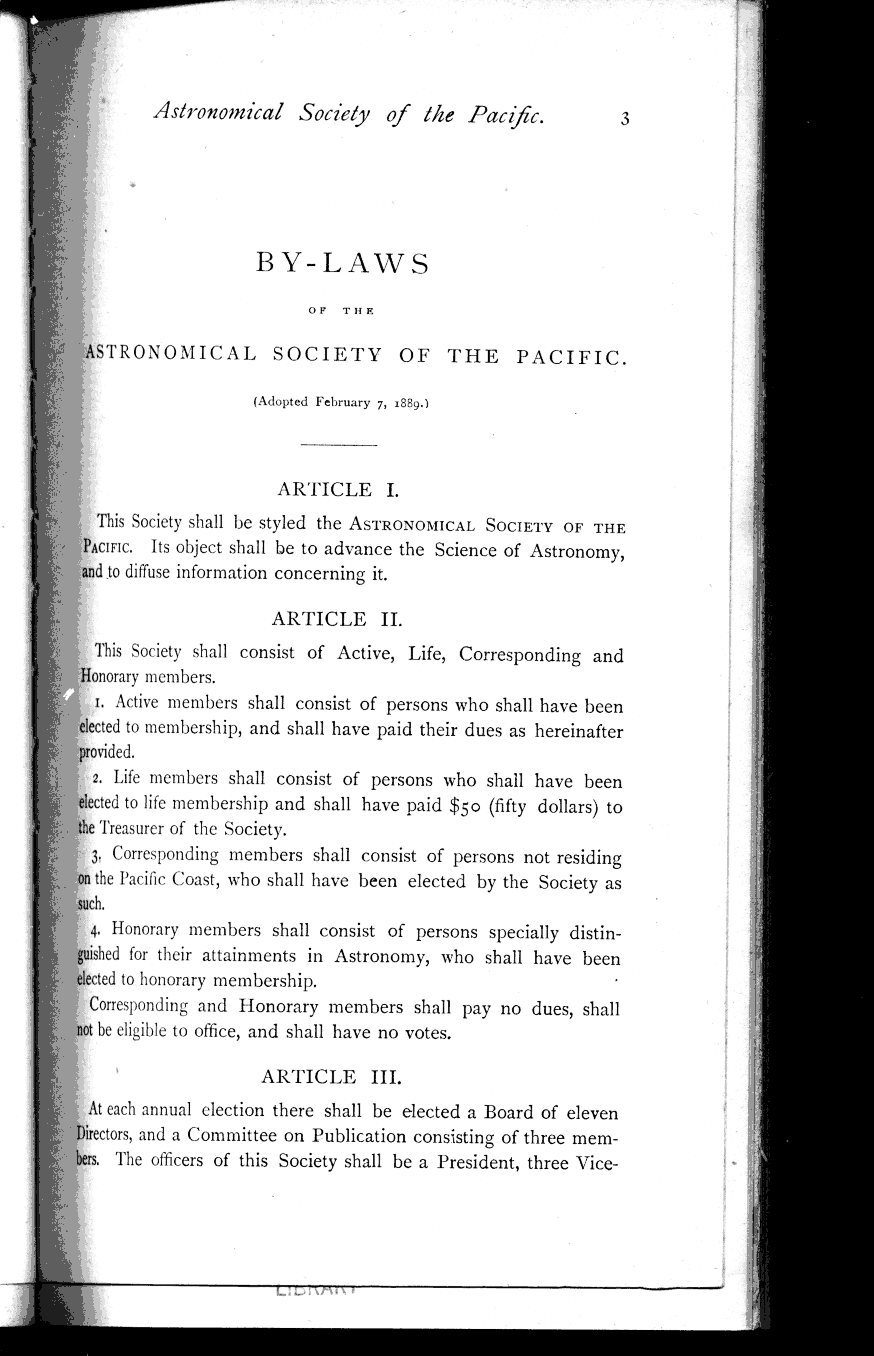 Astronomical Society of the Pacific. 3
BY-LAWS
OF THE
ASTRONOMICAL SOCIETY OF THE PACIFIC.
(Adopted February 7, 1889.)
ARTICLE I.
This Society shall be styled the ASTRONOMICAL SOCIETY OF THE
PACIFIC. Its object shall be to advance the Science of Astronomy,
and to diffuse information concerning it.
ARTICLE II.
This Society shall consist of Active, Life, Corresponding and
Honorary members.
1. Active members shall consist of persons who shall have been
elected to membership, and shall have paid their dues as hereinafter
provided.
2. Life members shall consist of persons who shall have been
elected to life membership and shall have paid $50 (fifty dollars) to
the Treasurer of the Society.
3. Corresponding members shall consist of persons not residing
on the Pacific Coast, who shall have been elected by the Society as
such.
4. Honorary members shall consist of persons specially distin-
guished for their attainments in Astronomy, who shall have been
elected to honorary membership.
Corresponding and Honorary members shall pay no dues, shall
not be eligible to office, and shall have no votes.
ARTICLE III.
At each annual election there shall be elected a Board of eleven
Directors, and a Committee on Publication consisting of three mem-
bers. The officers of this Society shall be a President, three Vice-